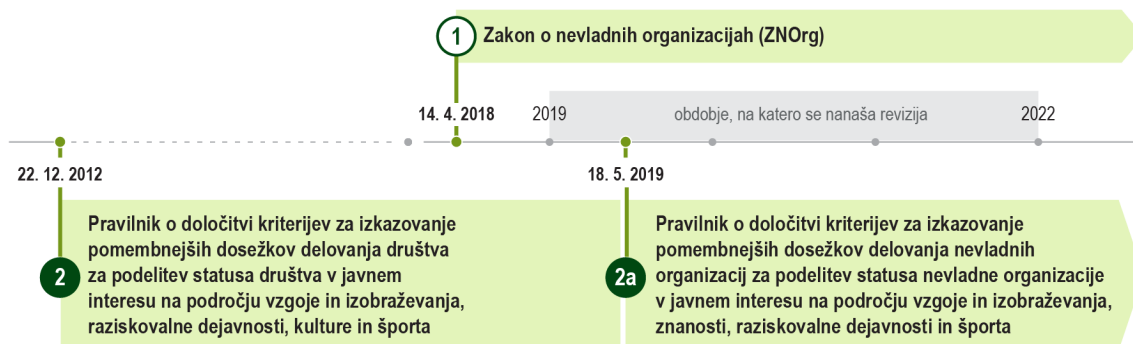 1 Zakon o nevladnih organizacijah (ZNOrg)
14. 4. 2018
2019
obdobje, na katero se nanaša revizija
2022
22. 12. 2012
18. 5. 2019
2
Pravilnik o določitvi kriterijev za izkazovanje
pomembnejših dosežkov delovanja društva
za podelitev statusa društva v javnem
interesu na področju vzgoje in izobraževanja,
raziskovalne dejavnosti, kulture in športa
2a
Pravilnik o določitvi kriterijev za izkazovanje
pomembnejših dosežkov delovanja nevladnih
organizacij za podelitev statusa nevladne organizacije
v javnem interesu na področju vzgoje in izobraževanja,
znanosti, raziskovalne dejavnosti in športa